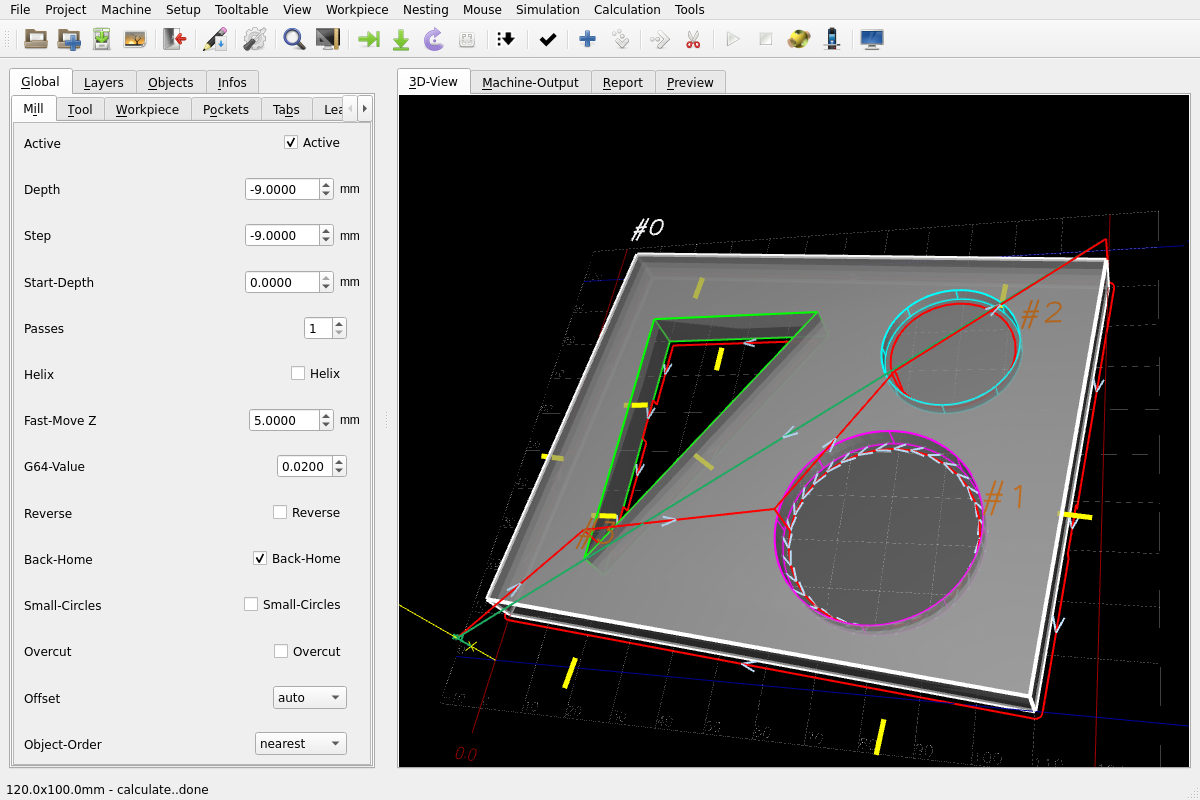 File Project Machine Setup Tooltable View Workpiece Nesting Mouse Simulation Calculation Tools
Global Layers Objects Infos
3D-View Machine-Output Report Preview
Mill Tool Workpiece Pockets Tabs Lea
Active Active
Depth -9.0000 mm
Step -9.0000 mm
Start-Depth 0.0000 mm
Passes 1
Helix Helix
Fast-Move Z 5.0000 mm
G64-Value 0.0200
Reverse Reverse
Back-Home Back-Home
Small-Circles Small-Circles
Overcut Overcut
Offset auto
Object-Order nearest
#0
#2
#1
0.0
90
100
120.0x100.0mm - calculate..done